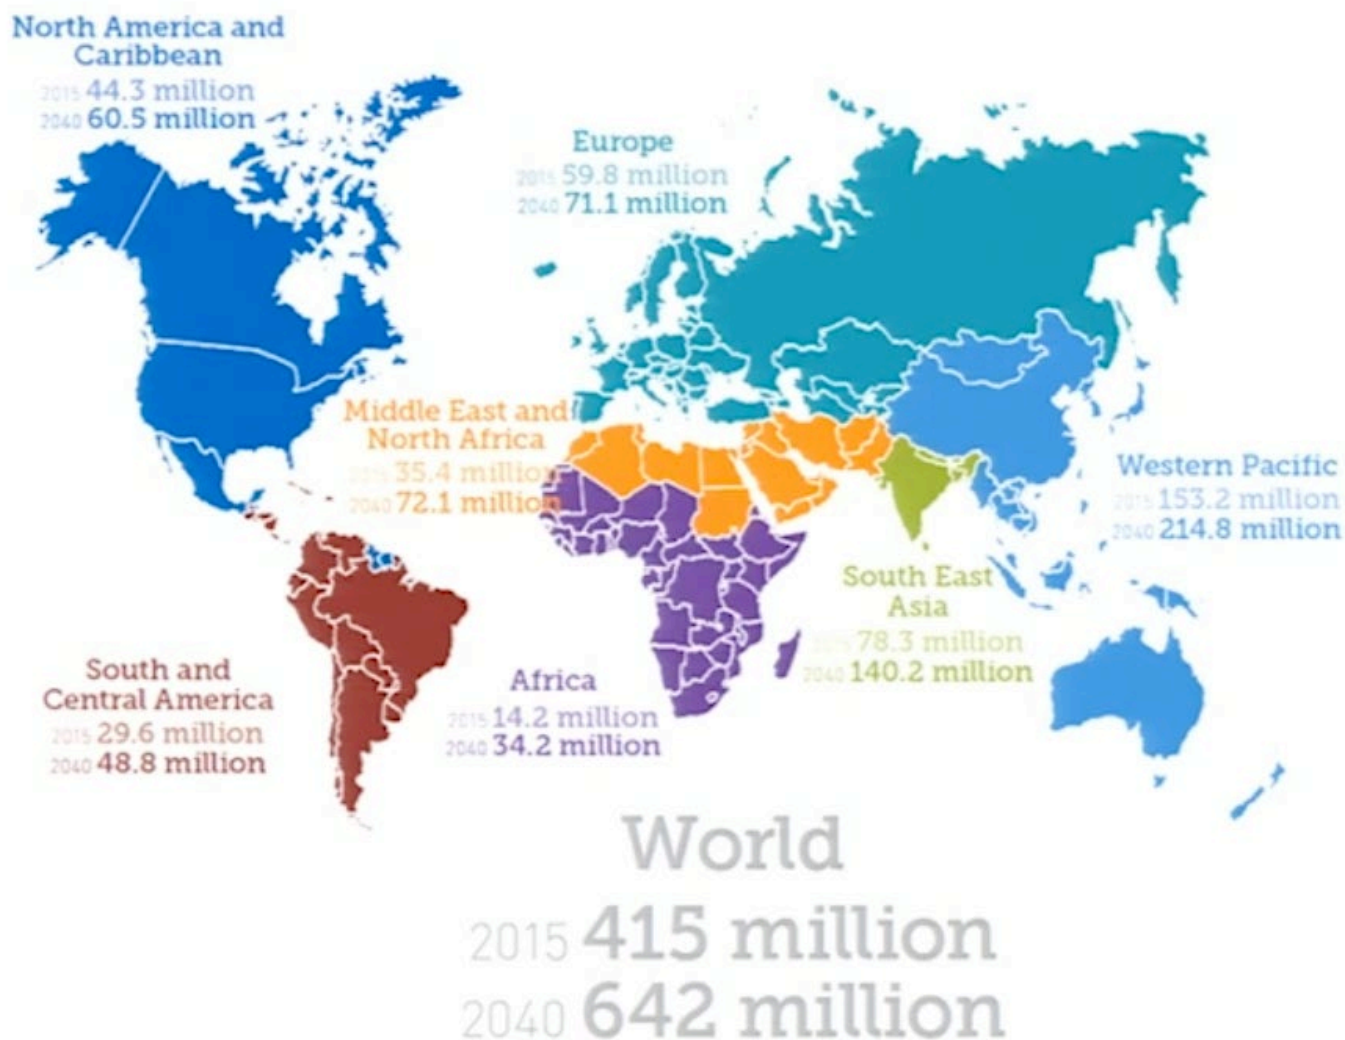 North America and
Caribbean
2015 44.3 million
2040 60.5 million
Europe
2015 59.8 million
2040 71.1 million
Middle East and
North Africa
2015 35.4 million
2040 72.1 million
Western Pacific
2015 153.2 million
2040 214.8 million
South East
Asia
2015 78.3 million
2040 140.2 million
South and
Central America
2015 29.6 million
2040 48.8 million
Africa
2015 14.2 million
2040 34.2 million
World
2015 415 million
2040 642 million